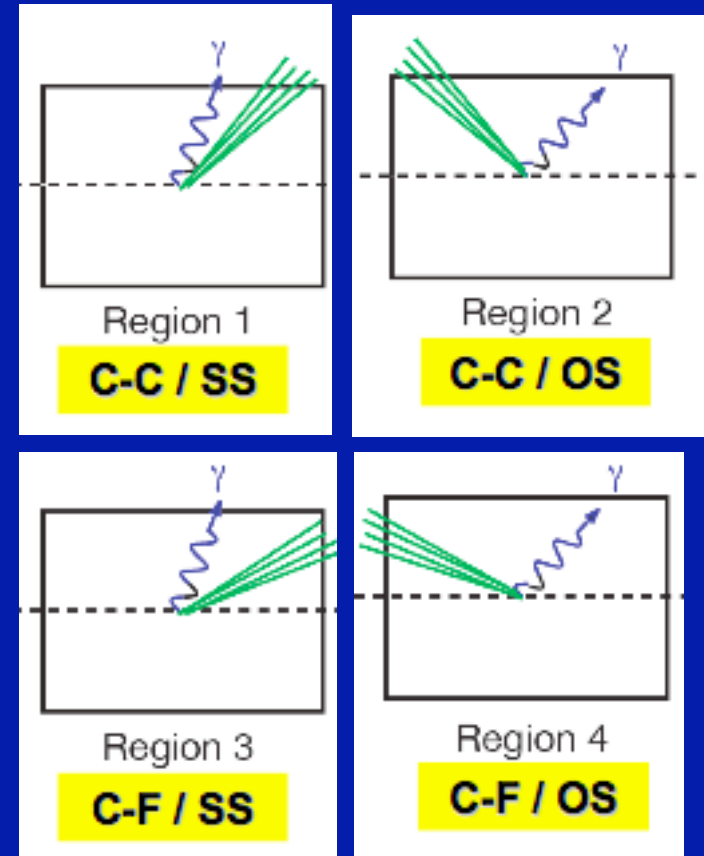 γ
Region 1
C-C / SS
γ
Region 2
C-C / OS
γ
Region 3
C-F / SS
γ
Region 4
C-F / OS